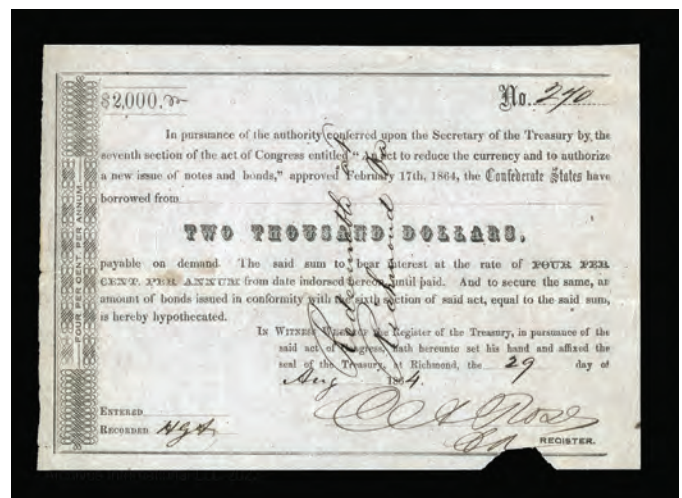 $2,000.
No. 290
In pursuance of the authority conferred upon the Secretary of the Treasury by the
seventh section of the act of Congress entitled "An act to reduce the currency and to authorize
a new issue of notes and bonds," approved February 17th, 1864, the Confederate States have
borrowed from
TWO THOUSAND DOLLARS,
payable on demand. The said sum to bear interest at the rate of FOUR PER
CENT. PER ANNUM from date indorsed hereon, until paid. And to secure the same, an
amount of bonds issued in conformity with the sixth section of said act, equal to the said sum,
is hereby hypothecated.
IN WITNESS WHEREOF the Register of the Treasury, in pursuance of the
said act of Congress, hath hereunto set his hand and affixed the
seal of the Treasury, at Richmond, the 29 day of
Aug 1864.
ENTERED
RECORDED
REGISTER.
FOUR PER CENT. PER ANNUM
Richmond Va